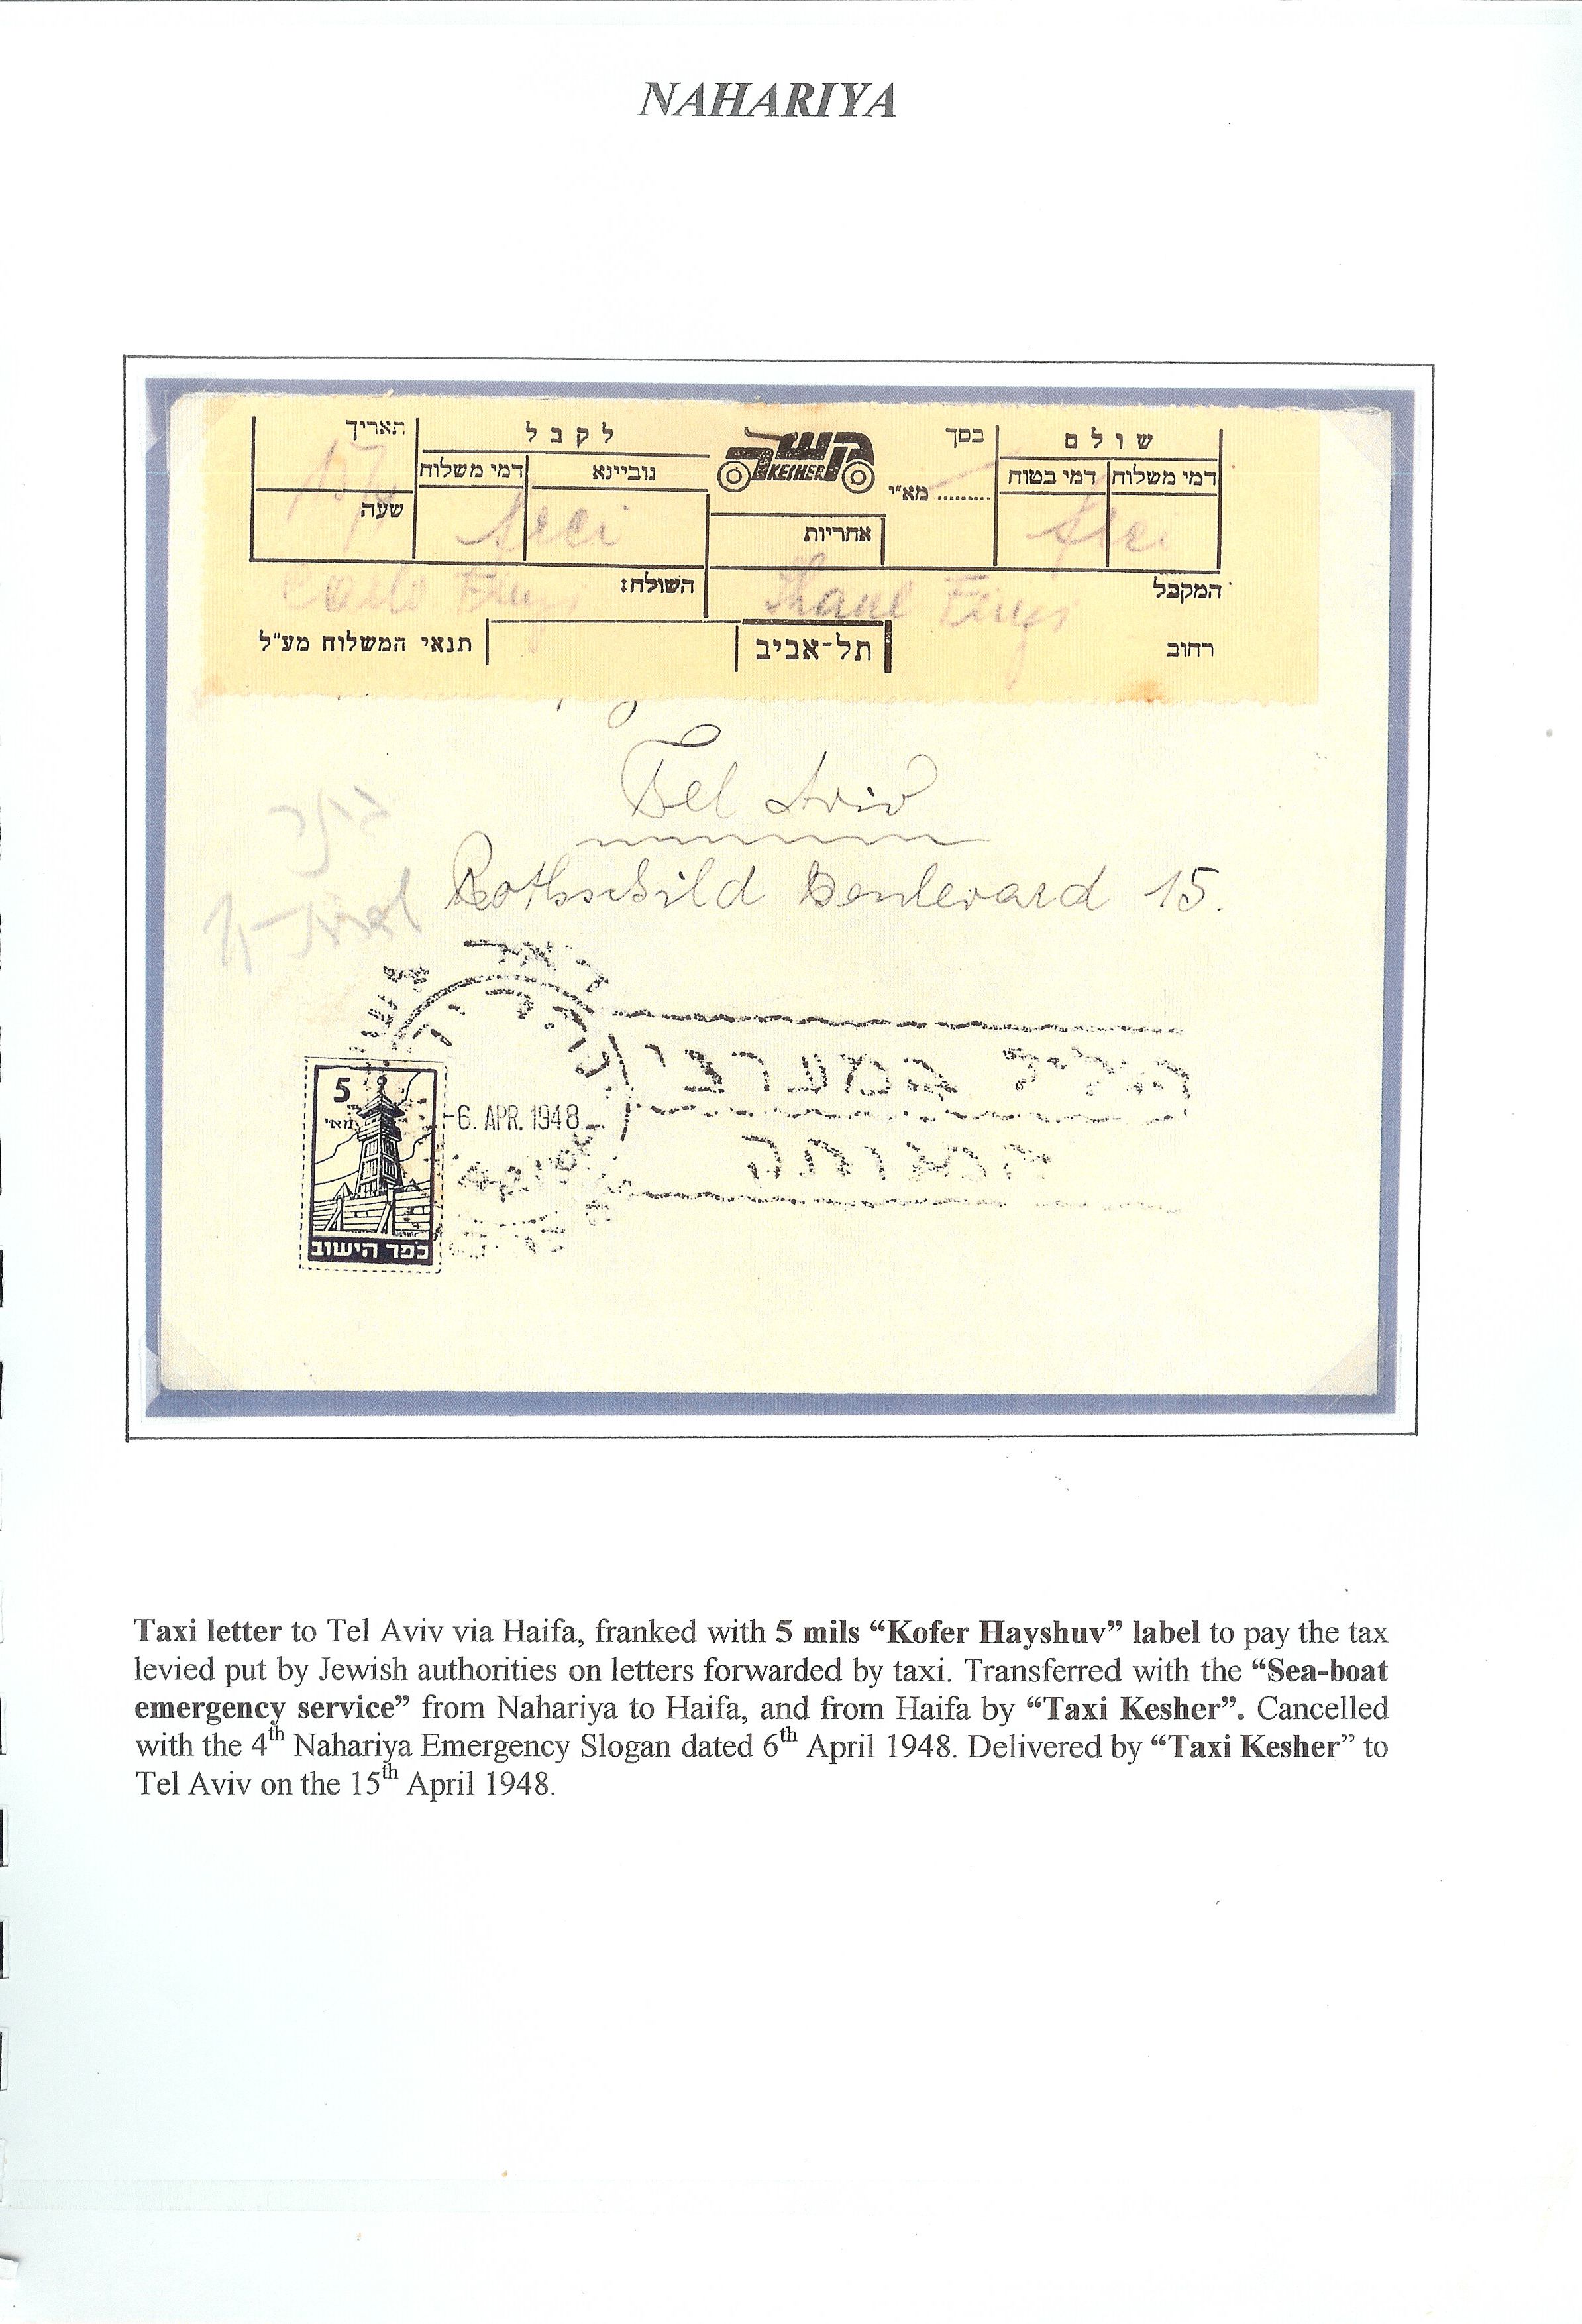 NAHARIYA
תאריך
לקבל
בסך
שולם
דמי משלוח
גוביינא
קשר
KESHER
מא״י .........
דמי בטוח
דמי משלוח
שעה
אחריות
השולח:
המקבל
תנאי המשלוח מע״ל
תל-אביב
רחוב
Tel Aviv
Rothschild Boulevard 15.
5
מא״י
-6. APR. 1948
כפר הישוב
Taxi letter to Tel Aviv via Haifa, franked with 5 mils “Kofer Hayshuv” label to pay the tax
levied put by Jewish authorities on letters forwarded by taxi. Transferred with the “Sea-boat
emergency service” from Nahariya to Haifa, and from Haifa by “Taxi Kesher”. Cancelled
with the 4th Nahariya Emergency Slogan dated 6th April 1948. Delivered by “Taxi Kesher” to
Tel Aviv on the 15th April 1948.